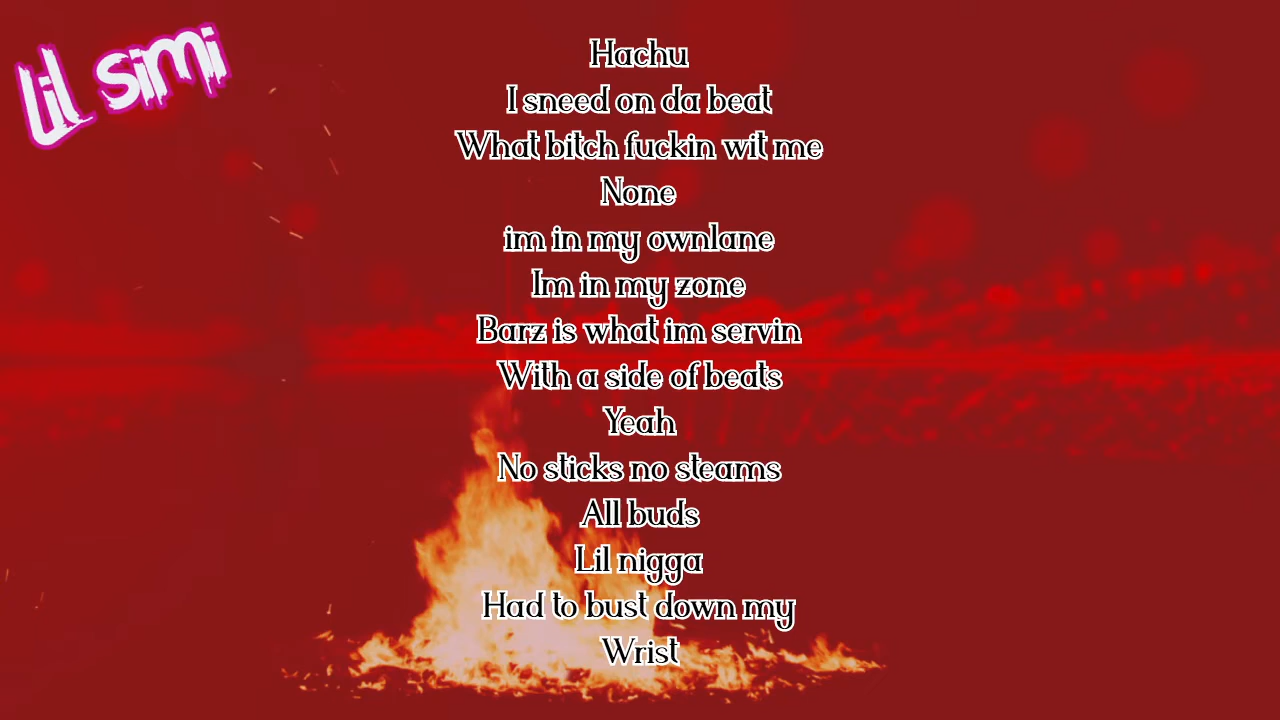 Lil simi
Hachu
I sneed on da beat
What bitch fuckin wit me
None
im in my ownlane
Im in my zone
Barz is what im servin
With a side of beats
Yeah
No sticks no steams
All buds
Lil nigga
Had to bust down my
Wrist